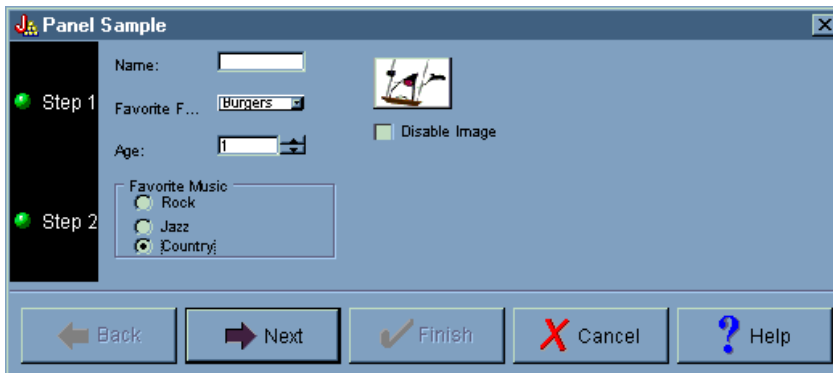 Panel Sample
Step 1
Step 2
Name:
Favorite F...
Burgers
Age:
1
Favorite Music
Rock
Jazz
Country
Disable Image
Back
Next
Finish
Cancel
Help